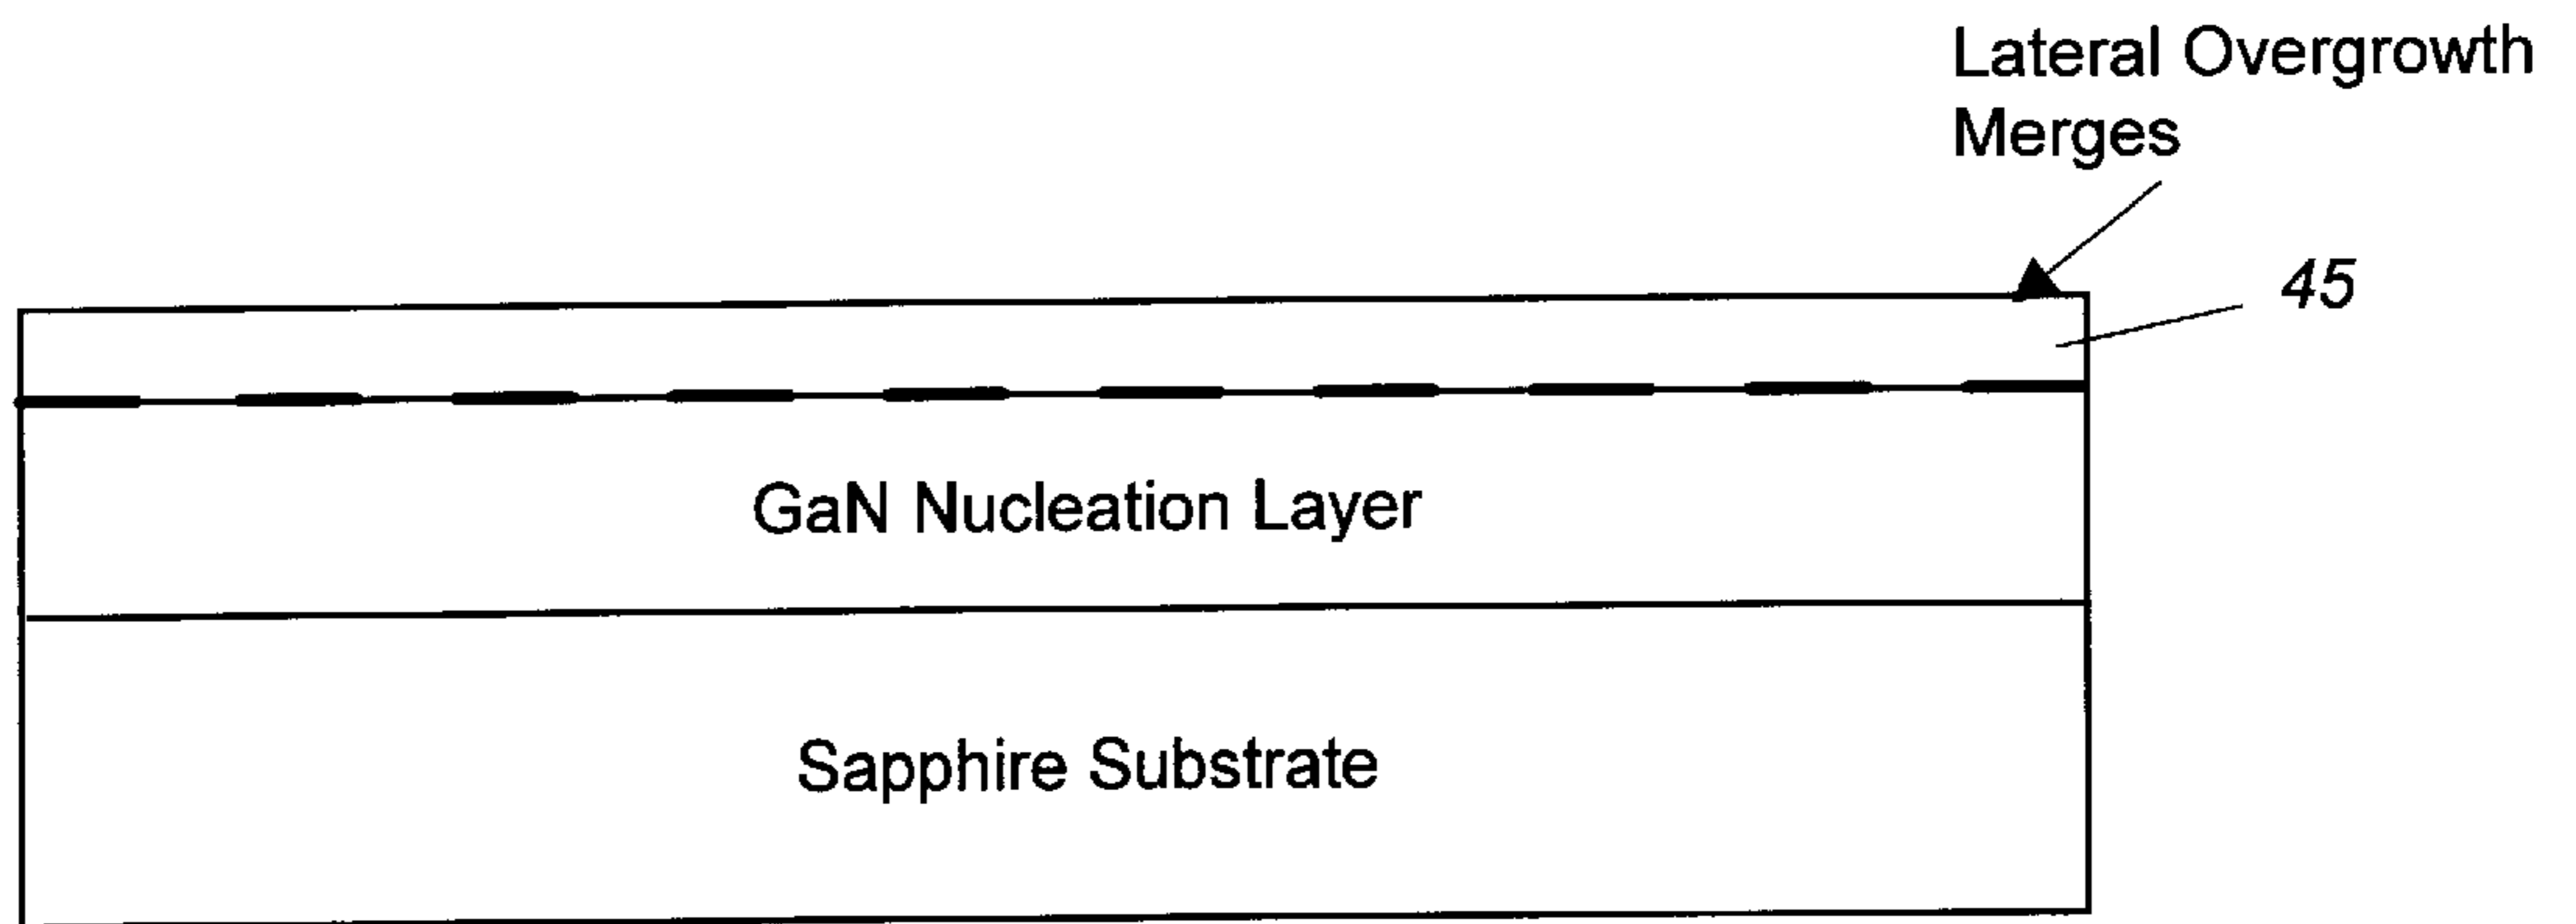 Lateral Overgrowth
Merges
45
GaN Nucleation Layer
Sapphire Substrate